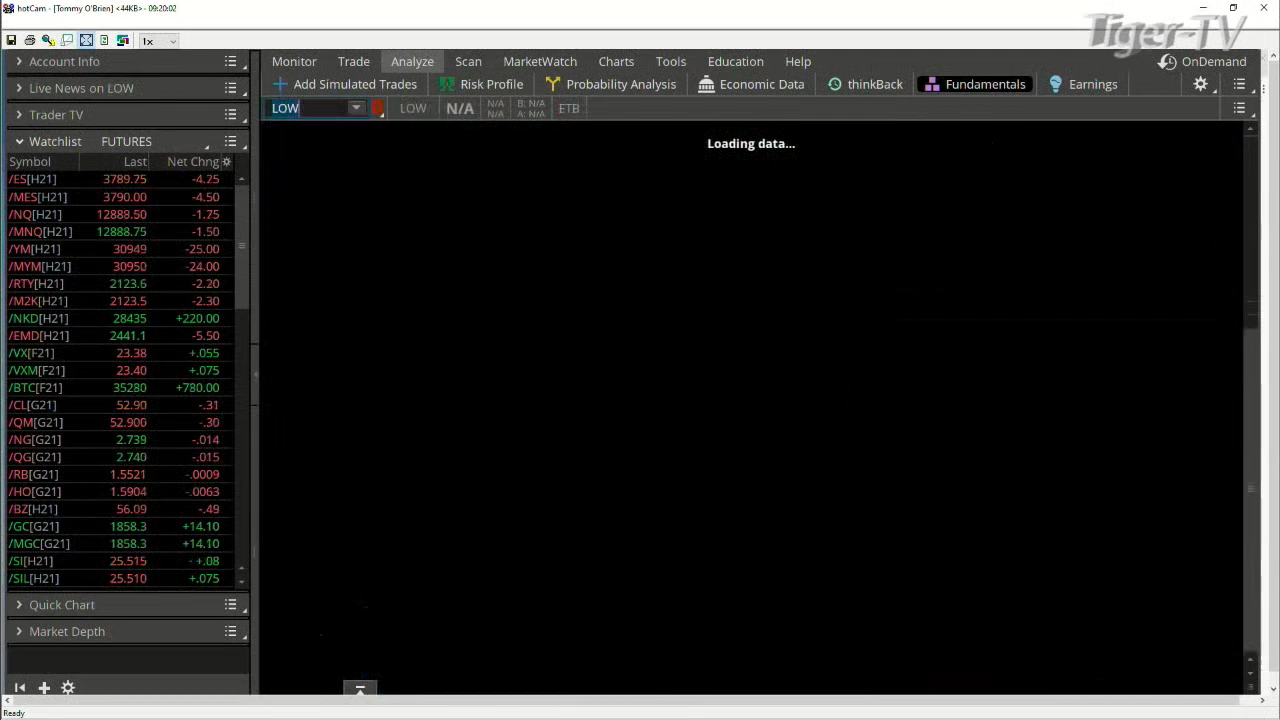 hotCam - [Tommy O'Brien] <44KB> - 09:20:02
Tiger-TV
1x
Account Info
Live News on LOW
Trader TV
Watchlist FUTURES
Symbol Last Net Chng
/ES[H21] 3789.75 -4.25
/MES[H21] 3790.00 -4.50
/NQ[H21] 12888.50 -1.75
/MNQ[H21] 12888.75 -1.50
/YM[H21] 30949 -25.00
/MYM[H21] 30950 -24.00
/RTY[H21] 2123.6 -2.20
/M2K[H21] 2123.5 -2.30
/NKD[H21] 28435 +220.00
/EMD[H21] 2441.1 -5.50
/VX[F21] 23.38 +.055
/VXM[F21] 23.40 +.075
/BTC[F21] 35280 +780.00
/CL[G21] 52.90 -.31
/QM[G21] 52.900 -.30
/NG[G21] 2.739 -.014
/QG[G21] 2.740 -.015
/RB[G21] 1.5521 -.0009
/HO[G21] 1.5904 -.0063
/BZ[H21] 56.09 -.49
/GC[G21] 1858.3 +14.10
/MGC[G21] 1858.3 +14.10
/SI[H21] 25.515 +.08
/SIL[H21] 25.510 +.075
Quick Chart
Market Depth
Monitor Trade Analyze Scan MarketWatch Charts Tools Education Help OnDemand
Add Simulated Trades Risk Profile Probability Analysis Economic Data thinkBack Fundamentals Earnings
LOW LOW N/A N/A N/A B: N/A A: N/A ETB
Loading data...
Ready